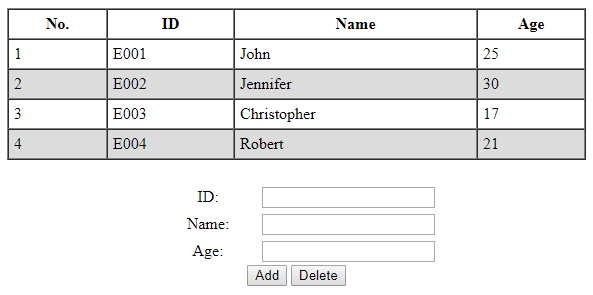 No. ID Name Age
1 E001 John 25
2 E002 Jennifer 30
3 E003 Christopher 17
4 E004 Robert 21
ID:
Name:
Age:
Add Delete